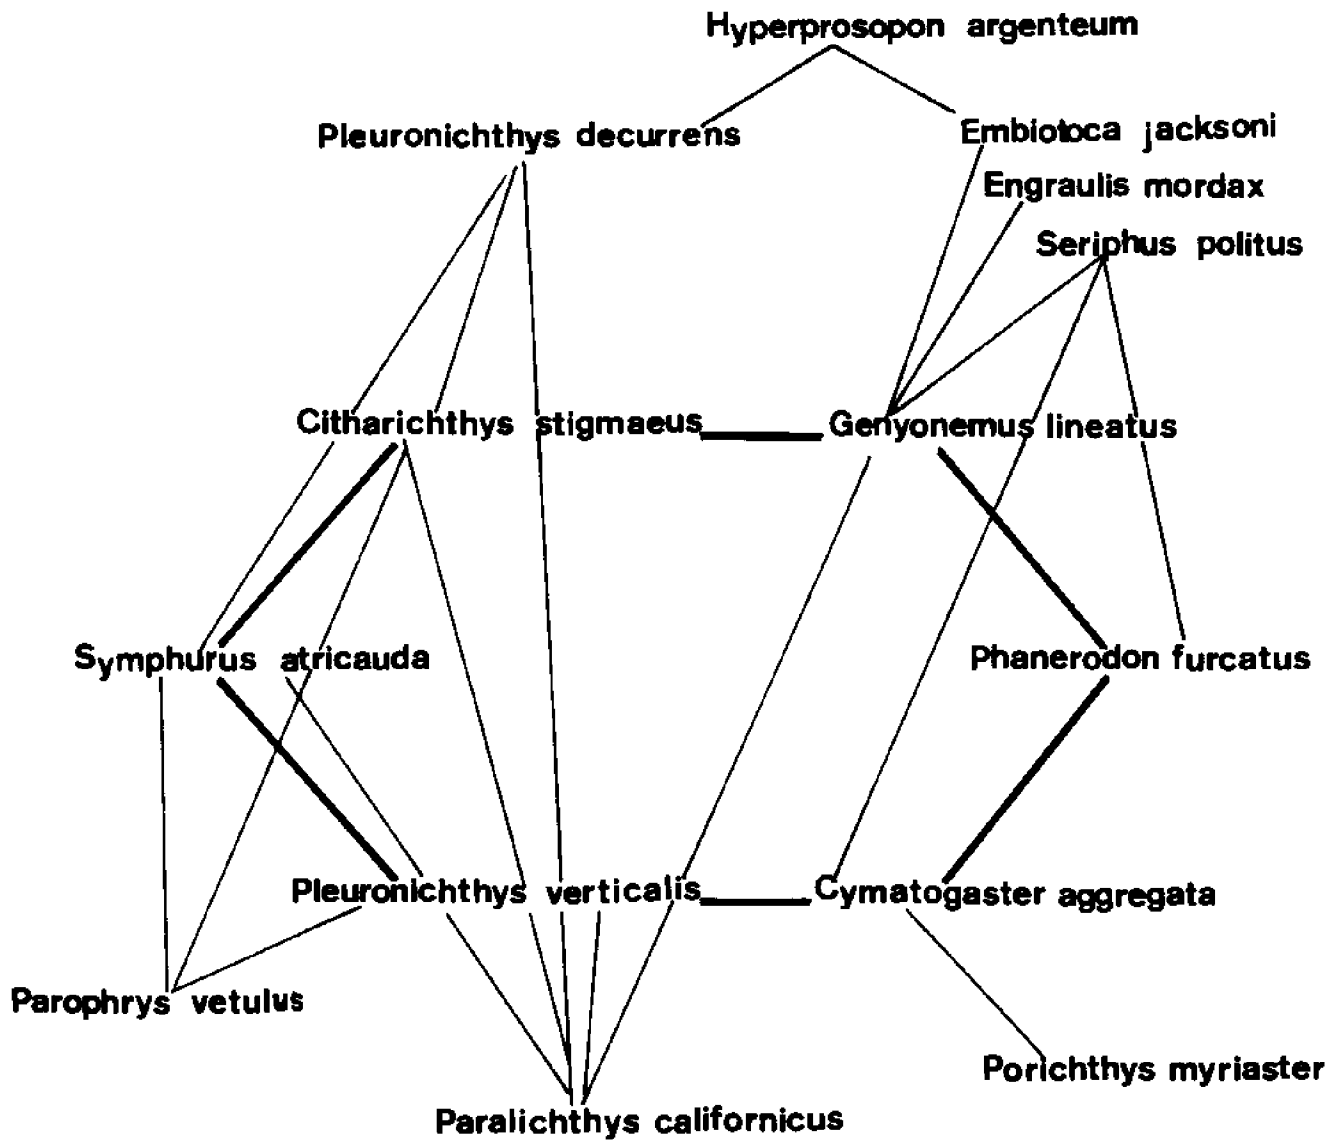 Hyperprosopon argenteum
Pleuronichthys decurrens
Embiotoca jacksoni
Engraulis mordax
Seriphus politus
Citharichthys stigmaeus
Genyonemus lineatus
Symphurus atricauda
Phanerodon furcatus
Pleuronichthys verticalis
Cymatogaster aggregata
Parophrys vetulus
Porichthys myriaster
Paralichthys californicus